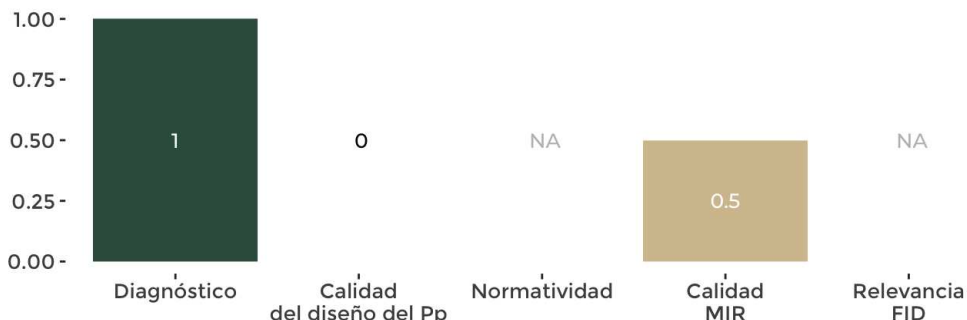 1.00
0.75
0.50
0.25
0.00
1
0
NA
0.5
NA
Diagnóstico
Calidad
del diseño del Pp
Normatividad
Calidad
MIR
Relevancia
FID